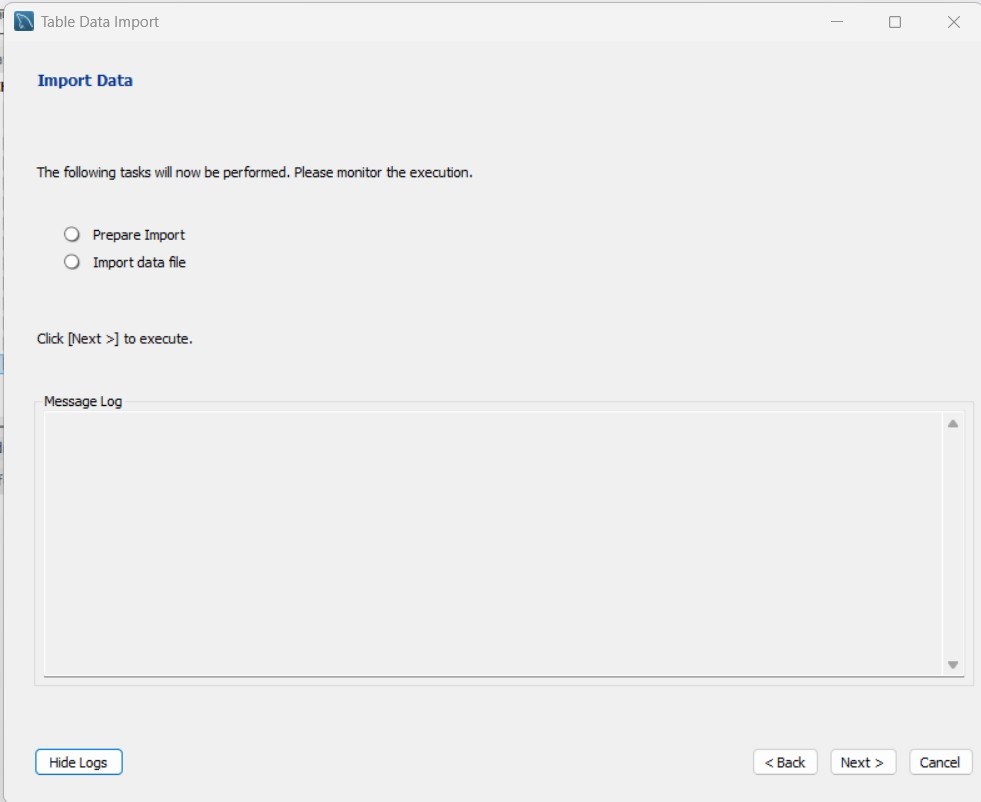 Table Data Import
Import Data
The following tasks will now be performed. Please monitor the execution.
Prepare Import
Import data file
Click [Next >] to execute.
Message Log
Hide Logs
< Back
Next >
Cancel